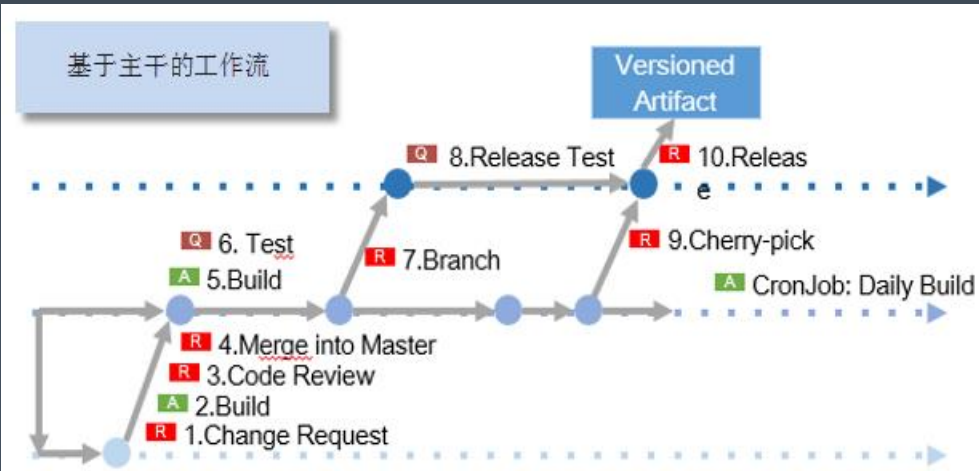 基于主干的工作流
Versioned
Artifact
Q 8.Release Test
R 10.Releas
e
Q 6. Test
A 5.Build
R 7.Branch
R 9.Cherry-pick
A CronJob: Daily Build
R 4.Merge into Master
R 3.Code Review
A 2.Build
R 1.Change Request